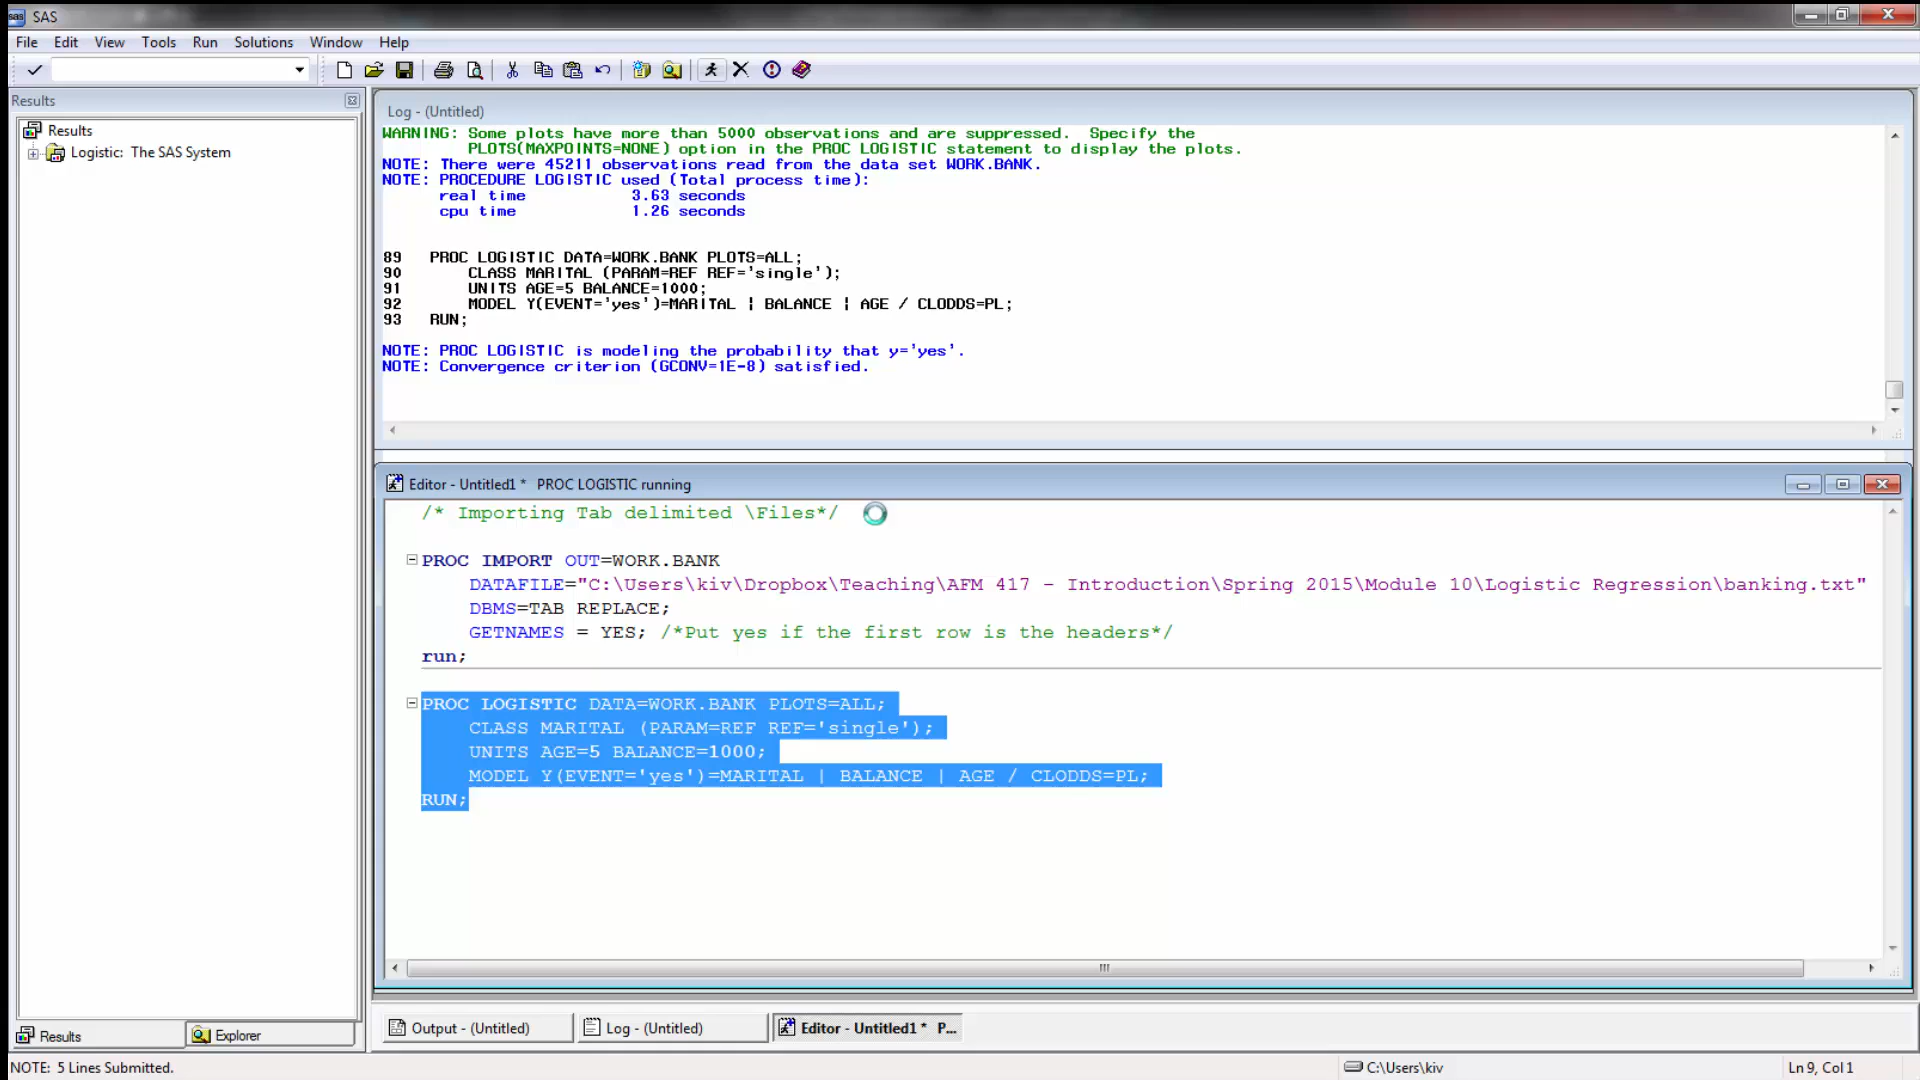 sas SAS
File Edit View Tools Run Solutions Window Help
Results
Results
Logistic: The SAS System
Log - (Untitled)
WARNING: Some plots have more than 5000 observations and are suppressed. Specify the
PLOTS(MAXPOINTS=NONE) option in the PROC LOGISTIC statement to display the plots.
NOTE: There were 45211 observations read from the data set WORK.BANK.
NOTE: PROCEDURE LOGISTIC used (Total process time):
real time 3.63 seconds
cpu time 1.26 seconds
89 PROC LOGISTIC DATA=WORK.BANK PLOTS=ALL;
90 CLASS MARITAL (PARAM=REF REF='single');
91 UNITS AGE=5 BALANCE=1000;
92 MODEL Y(EVENT='yes')=MARITAL | BALANCE | AGE / CLODDS=PL;
93 RUN;
NOTE: PROC LOGISTIC is modeling the probability that y='yes'.
NOTE: Convergence criterion (GCONV=1E-8) satisfied.
Editor - Untitled1 * PROC LOGISTIC running
/* Importing Tab delimited \Files*/
PROC IMPORT OUT=WORK.BANK
DATAFILE="C:\Users\kiv\Dropbox\Teaching\AFM 417 - Introduction\Spring 2015\Module 10\Logistic Regression\banking.txt"
DBMS=TAB REPLACE;
GETNAMES = YES; /*Put yes if the first row is the headers*/
run;
PROC LOGISTIC DATA=WORK.BANK PLOTS=ALL;
CLASS MARITAL (PARAM=REF REF='single');
UNITS AGE=5 BALANCE=1000;
MODEL Y(EVENT='yes')=MARITAL | BALANCE | AGE / CLODDS=PL;
RUN;
Results Explorer
Output - (Untitled) Log - (Untitled) Editor - Untitled1 * P...
NOTE: 5 Lines Submitted. C:\Users\kiv Ln 9, Col 1